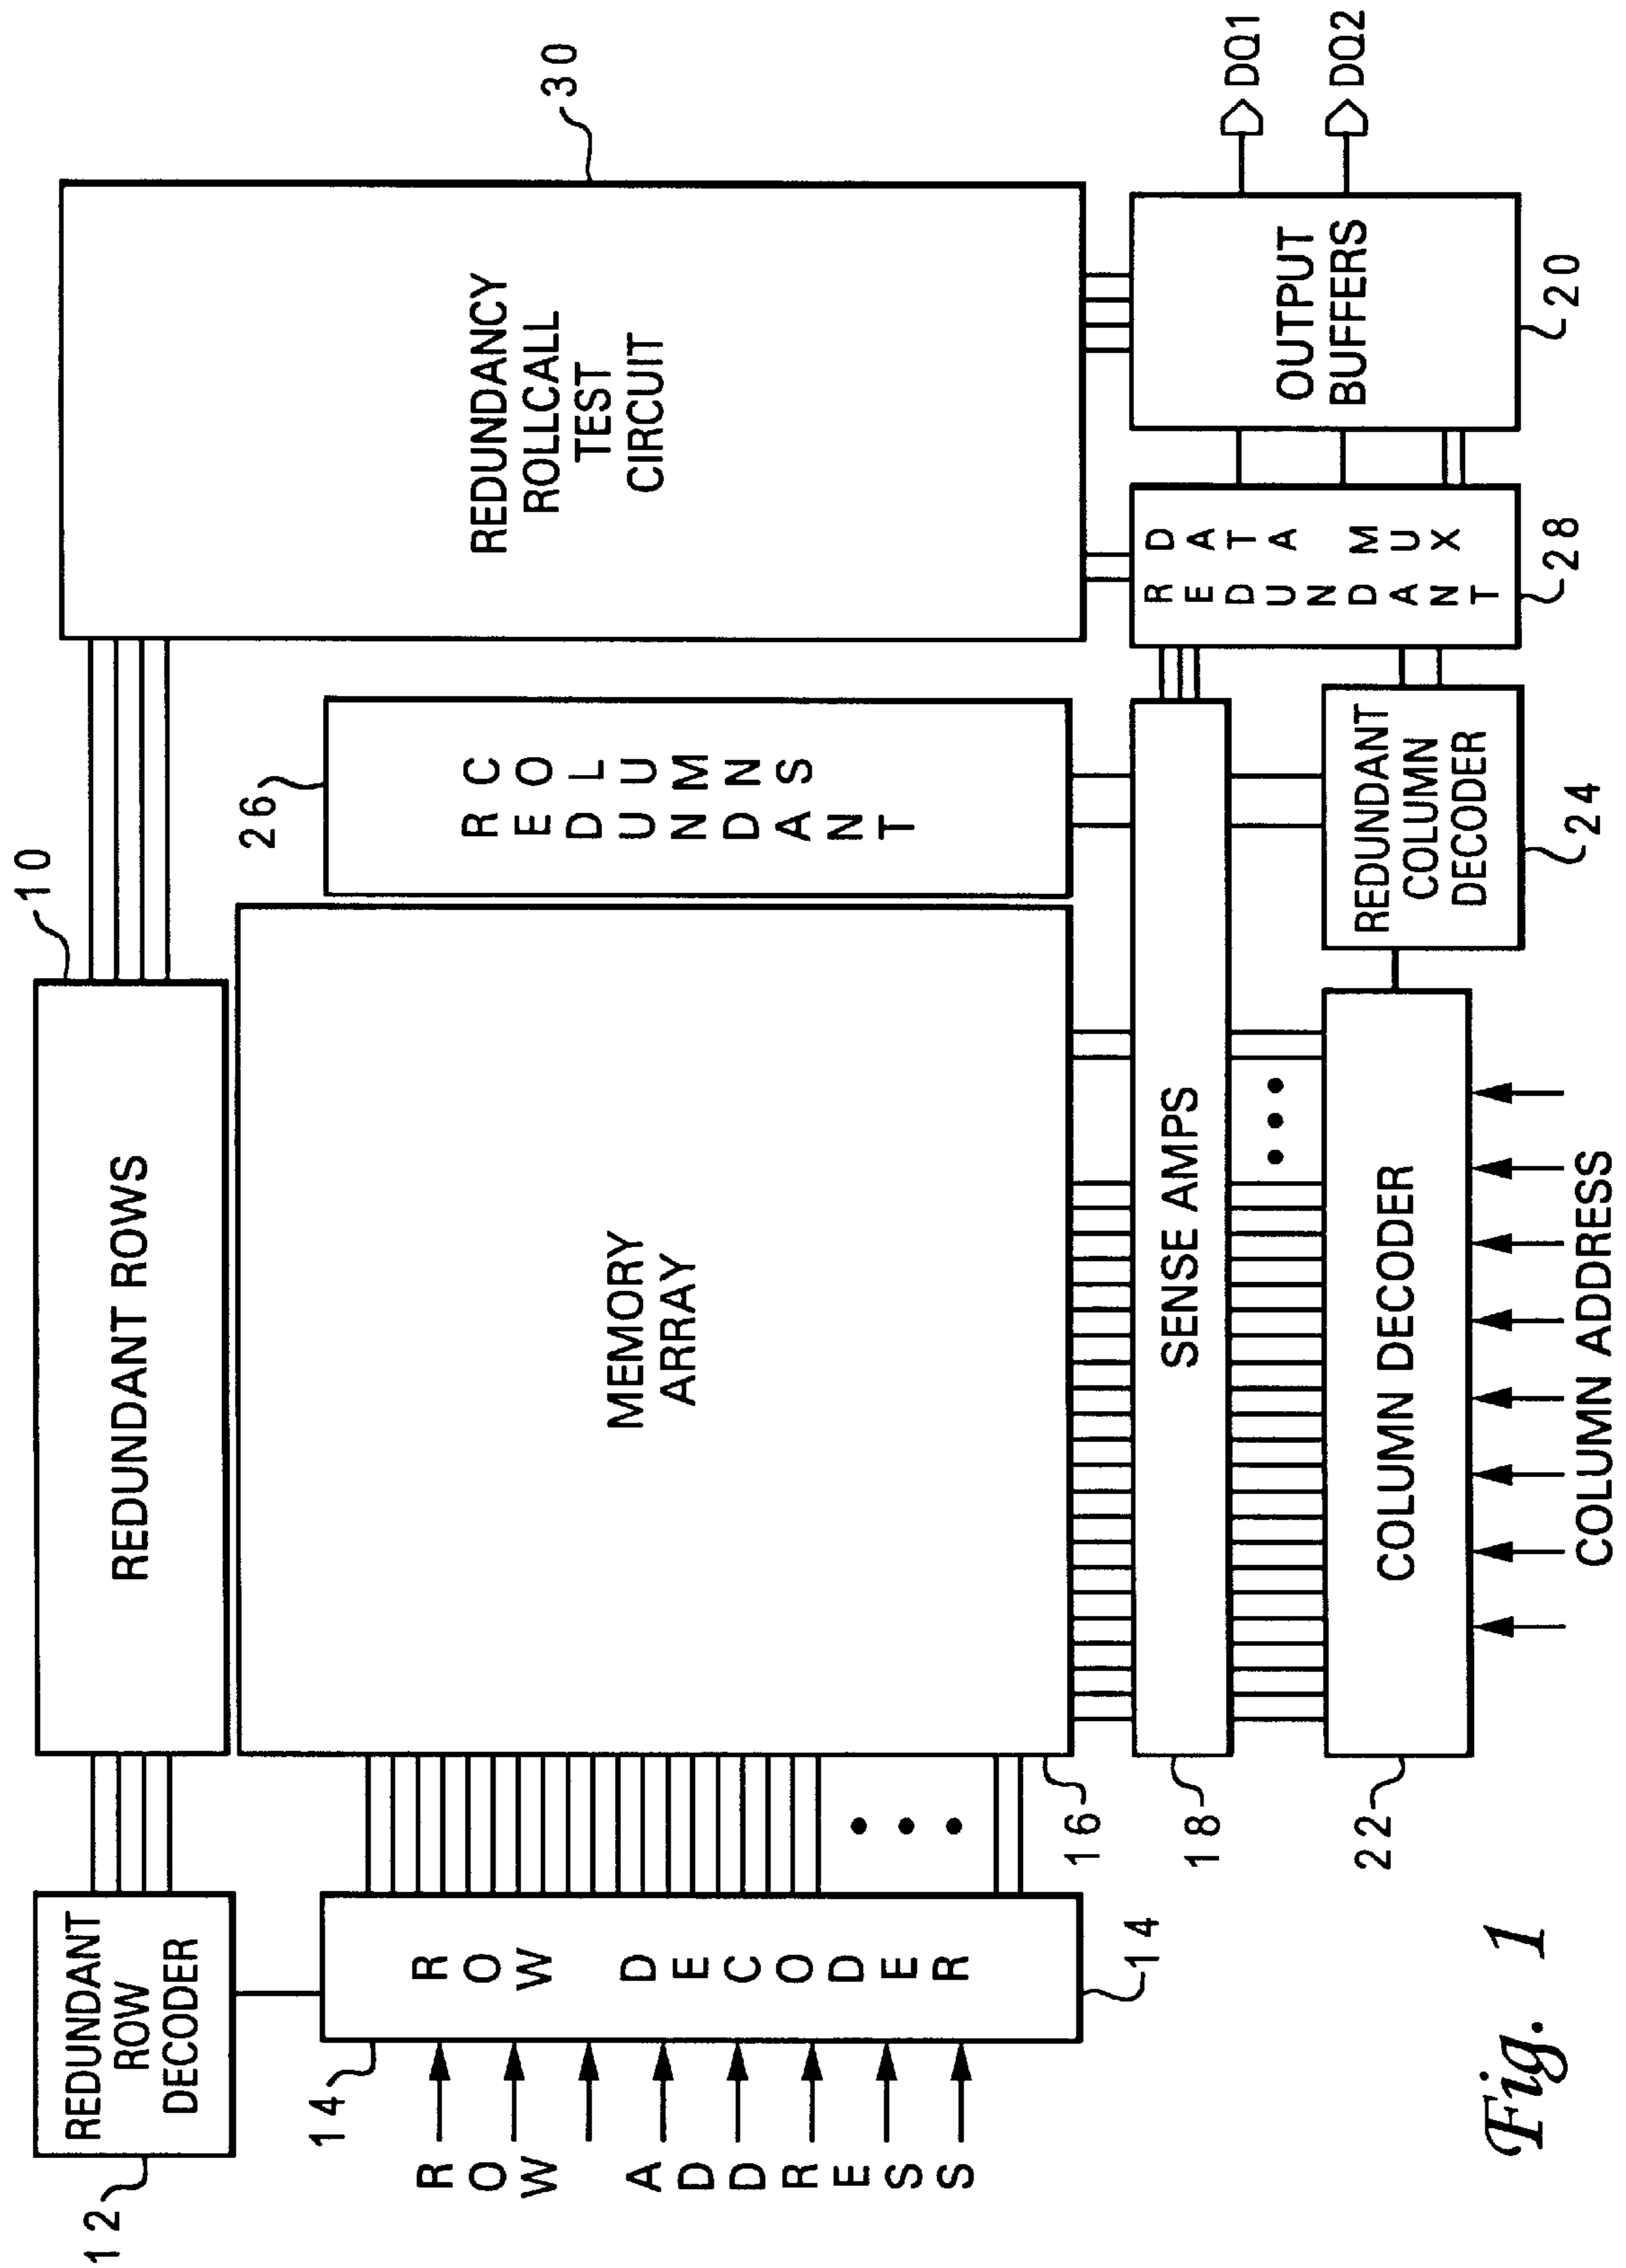 12
REDUNDANT
ROW
DECODER
10
REDUNDANT ROWS
30
REDUNDANCY
ROLLCALL
TEST
CIRCUIT
26
REDUNDANT
COLUMNS
14
ROW ADDRESS
ROW DECODER
14
MEMORY
ARRAY
16
SENSE AMPS
18
REDUNDANT
DATA MUX
28
OUTPUT
BUFFERS
20
DQ1
DQ2
COLUMN DECODER
22
REDUNDANT
COLUMN
DECODER
24
COLUMN ADDRESS
Fig. 1